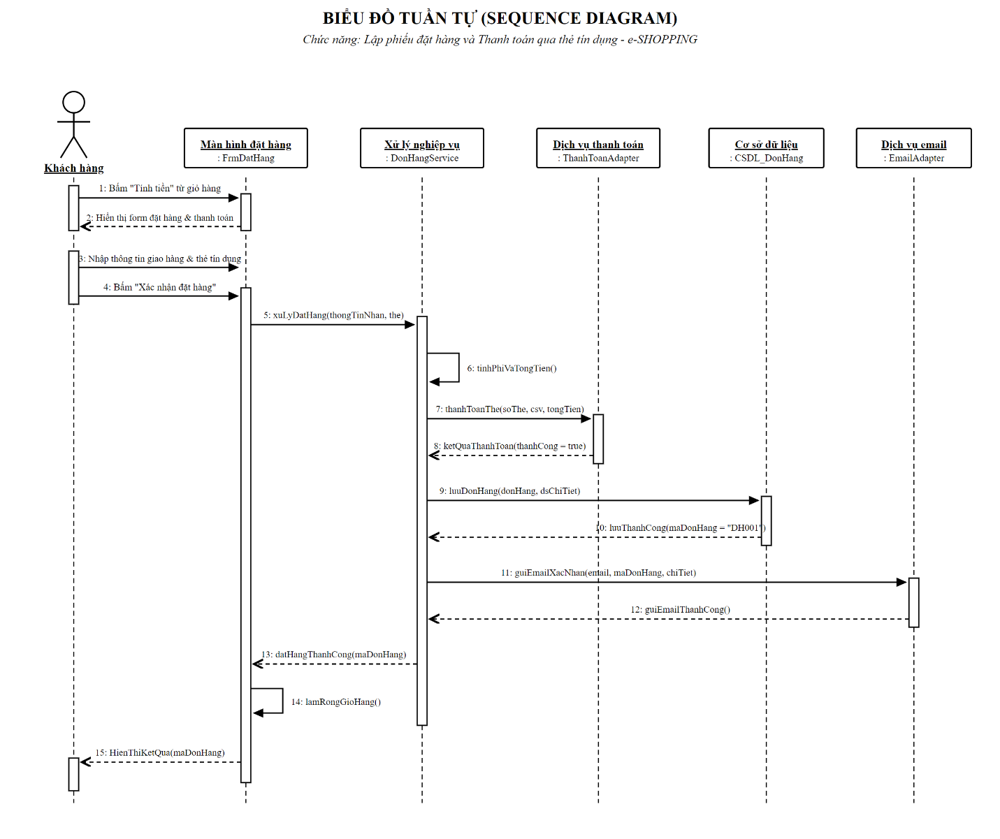 BIỂU ĐỒ TUẦN TỰ (SEQUENCE DIAGRAM)
Chức năng: Lập phiếu đặt hàng và Thanh toán qua thẻ tín dụng - e-SHOPPING
Khách hàng
Màn hình đặt hàng
: FrmDatHang
Xử lý nghiệp vụ
: DonHangService
Dịch vụ thanh toán
: ThanhToanAdapter
Cơ sở dữ liệu
: CSDL_DonHang
Dịch vụ email
: EmailAdapter
1: Bấm "Tính tiền" từ giỏ hàng
2: Hiển thị form đặt hàng & thanh toán
3: Nhập thông tin giao hàng & thẻ tín dụng
4: Bấm "Xác nhận đặt hàng"
5: xuLyDatHang(thongTinNhan, the)
6: tinhPhiVaTongTien()
7: thanhToanThe(soThe, csv, tongTien)
8: ketQuaThanhToan(thanhCong = true)
9: luuDonHang(donHang, dsChiTiet)
10: luuThanhCong(maDonHang = "DH001")
11: guiEmailXacNhan(email, maDonHang, chiTiet)
12: guiEmailThanhCong()
13: datHangThanhCong(maDonHang)
14: lamRongGioHang()
15: HienThiKetQua(maDonHang)